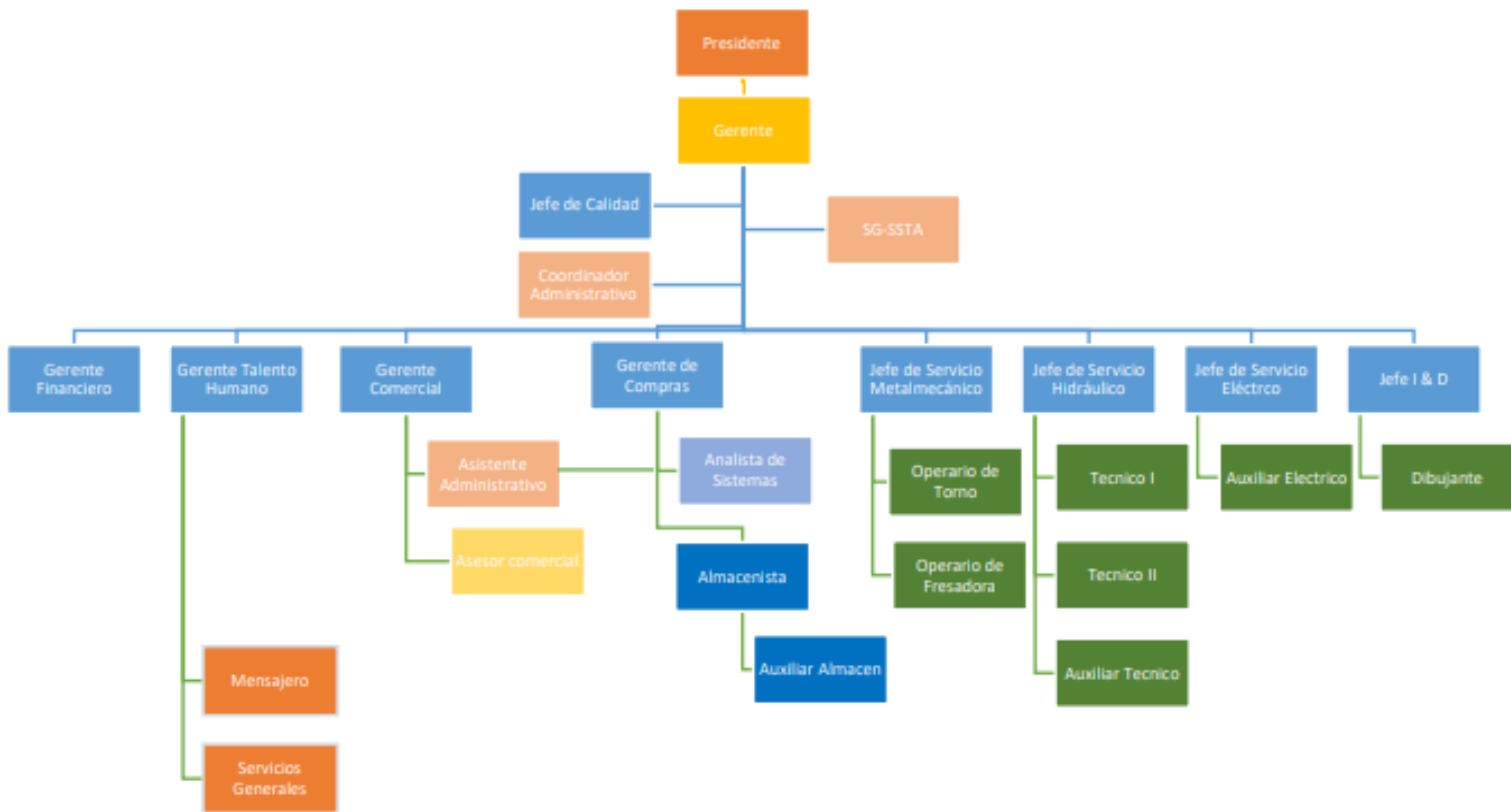 Presidente
Gerente
Jefe de Calidad
SG-SSTA
Coordinador
Administrativo
Gerente
Financiero
Gerente Talento
Humano
Gerente
Comercial
Gerente de
Compras
Jefe de Servicio
Metalmecánico
Jefe de Servicio
Hidráulico
Jefe de Servicio
Eléctrco
Jefe I & D
Asistente
Administrativo
Analista de
Sistemas
Operario de
Torno
Tecnico I
Auxiliar Electrico
Dibujante
Asesor comercial
Almacenista
Operario de
Fresadora
Tecnico II
Mensajero
Auxiliar Almacen
Auxiliar Tecnico
Servicios
Generales